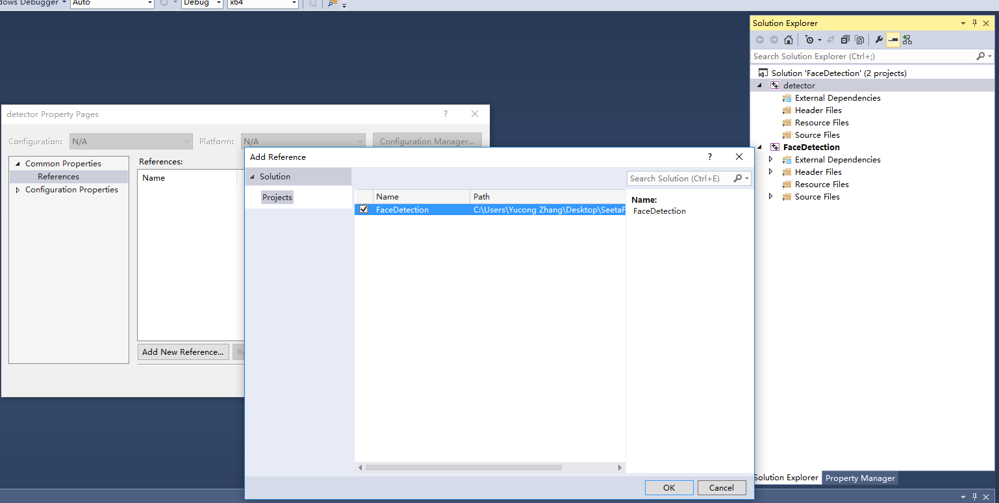 dows Debugger Auto Debug x64
Solution Explorer
Search Solution Explorer (Ctrl+;)
Solution 'FaceDetection' (2 projects)
detector
External Dependencies
Header Files
Resource Files
Source Files
FaceDetection
External Dependencies
Header Files
Resource Files
Source Files
detector Property Pages
?
Configuration: N/A Platform: N/A Configuration Manager...
Common Properties
References
Configuration Properties
References:
Name
Add New Reference... Re
Add Reference
?
Solution
Projects
Search Solution (Ctrl+E)
Name Path
FaceDetection C:\Users\Yucong Zhang\Desktop\SeetaF
Name:
FaceDetection
OK Cancel
Solution Explorer Property Manager